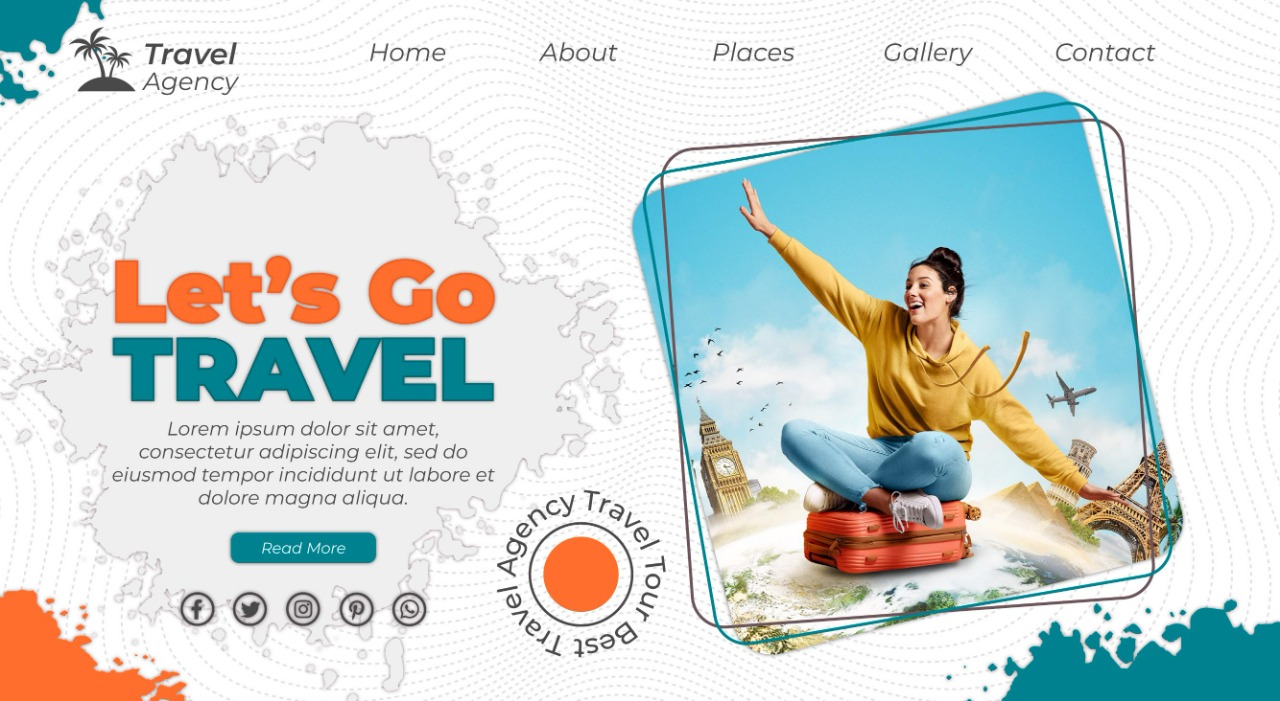 Travel
Agency
Home
About
Places
Gallery
Contact
Let's Go
TRAVEL
Lorem ipsum dolor sit amet,
consectetur adipiscing elit, sed do
eiusmod tempor incididunt ut labore et
dolore magna aliqua.
Read More
Travel Agency Travel Tour Best